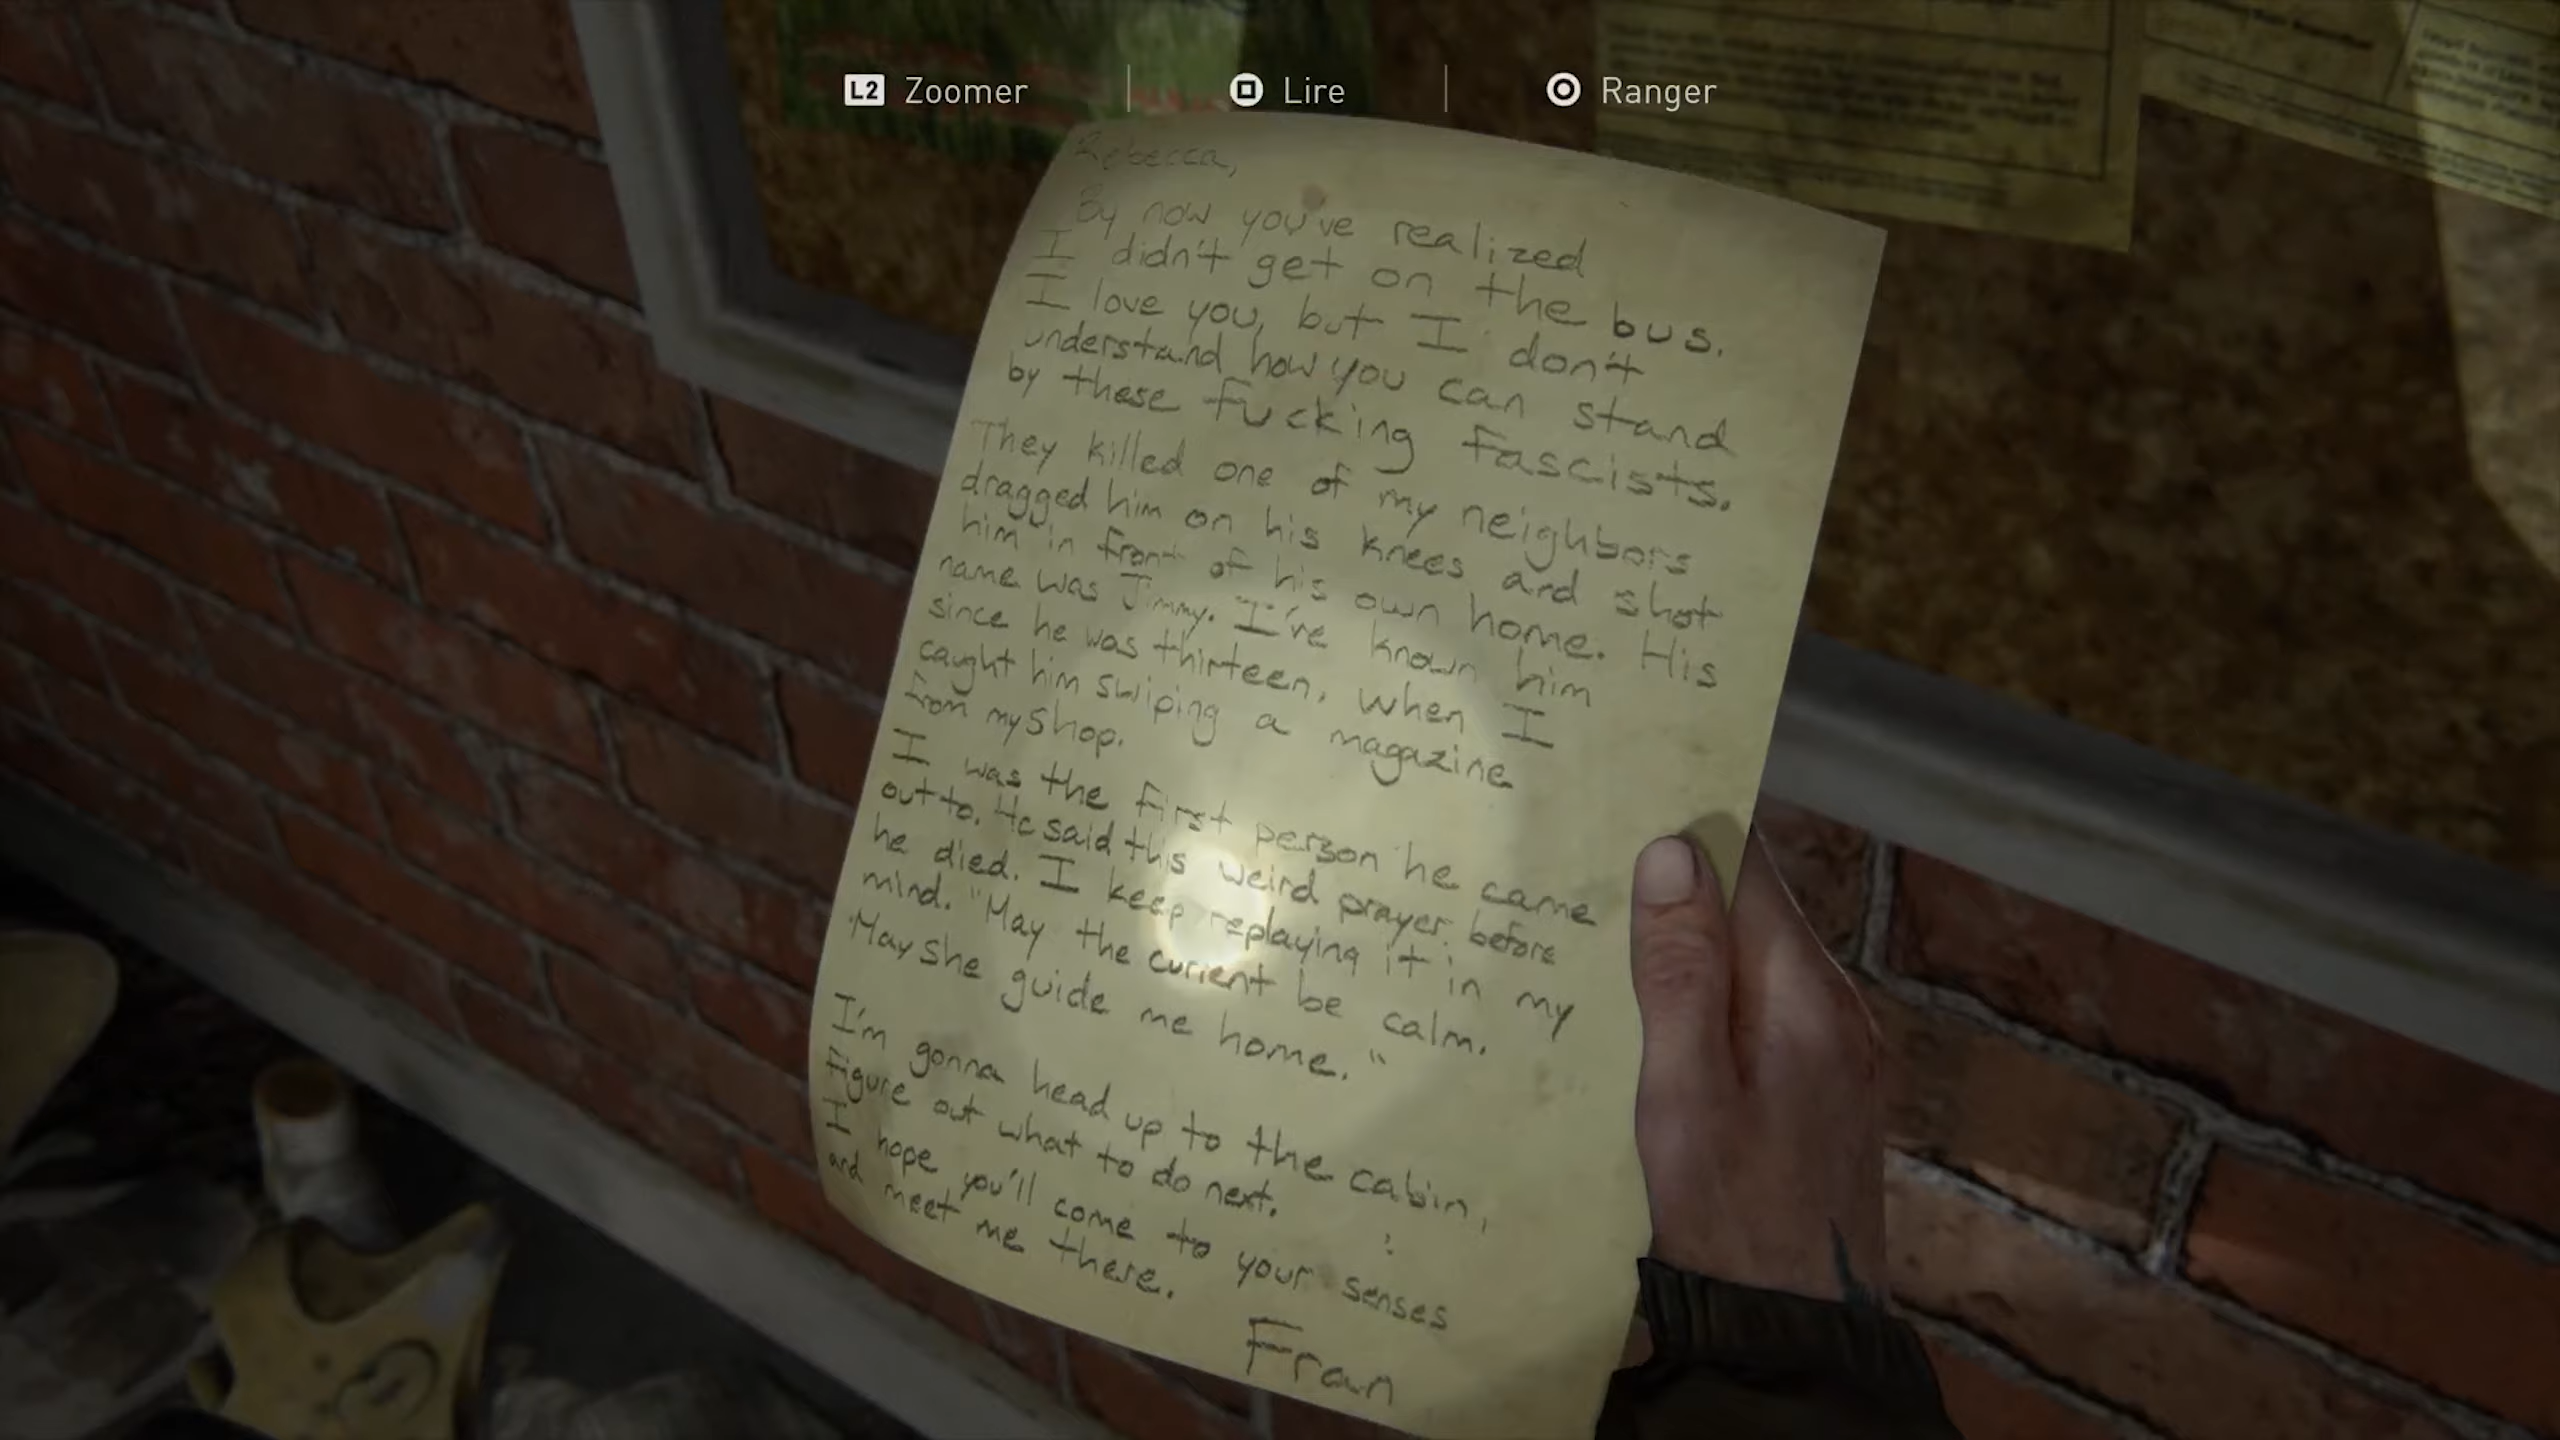 L2 Zoomer
Lire
Ranger
Rebecca,
By now you've realized
I didn't get on the bus.
I love you, but I don't
understand how you can stand
by these fucking fascists.
They killed one of my neighbors
dragged him on his knees and shot
him in front of his own home. His
name was Jimmy. I've known him
since he was thirteen, when I
caught him swiping a magazine
from my shop.
I was the first person he came
out to. He said this weird prayer before
he died. I keep replaying it in my
mind. "May the current be calm.
May she guide me home."
I'm gonna head up to the cabin,
figure out what to do next.
I hope you'll come to your senses
and meet me there.
Fran